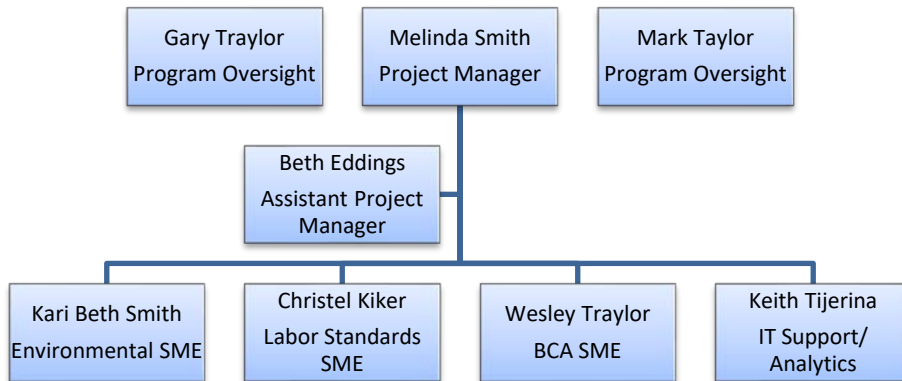 Gary Traylor
Program Oversight
Melinda Smith
Project Manager
Mark Taylor
Program Oversight
Beth Eddings
Assistant Project
Manager
Kari Beth Smith
Environmental SME
Christel Kiker
Labor Standards
SME
Wesley Traylor
BCA SME
Keith Tijerina
IT Support/
Analytics